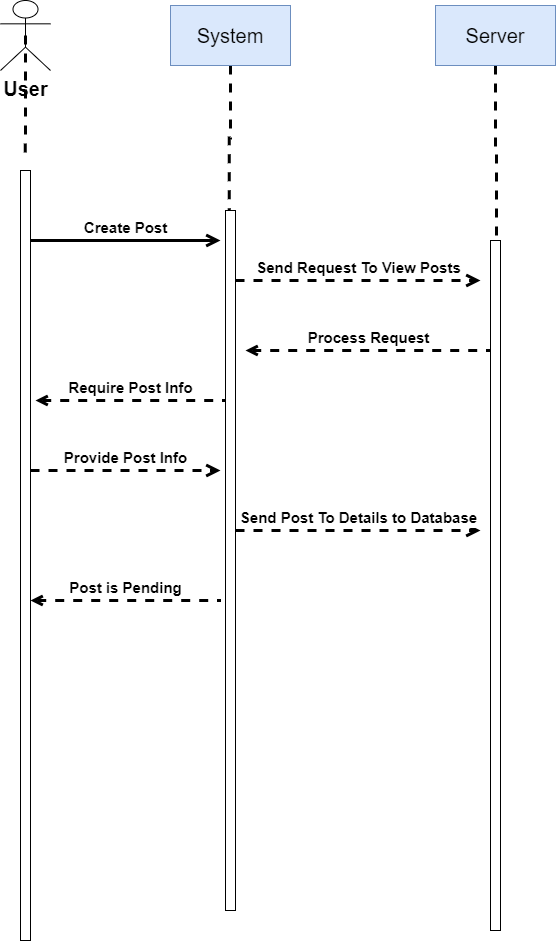 User
System
Server
Create Post
Send Request To View Posts
Process Request
Require Post Info
Provide Post Info
Send Post To Details to Database
Post is Pending